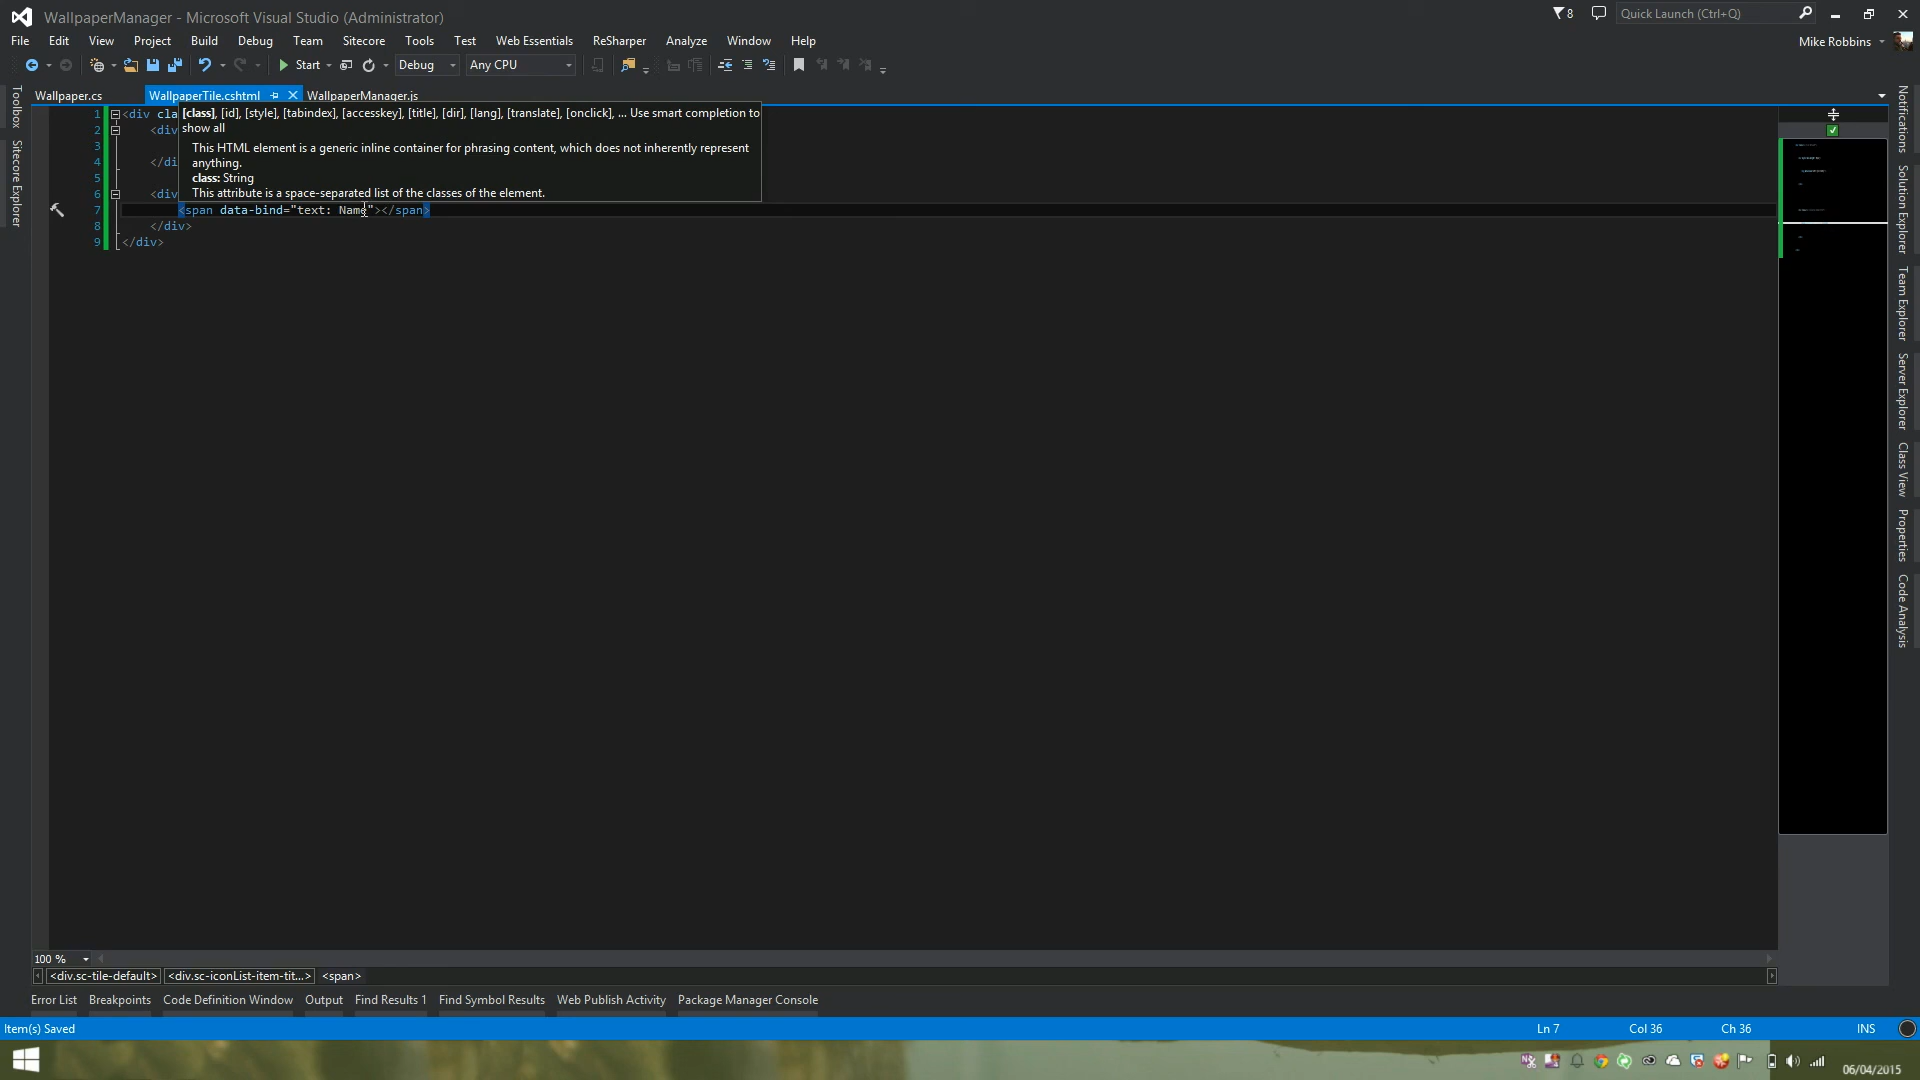 WallpaperManager - Microsoft Visual Studio (Administrator)
8
Quick Launch (Ctrl+Q)
File Edit View Project Build Debug Team Sitecore Tools Test Web Essentials ReSharper Analyze Window Help
Mike Robbins
Start Debug Any CPU
Wallpaper.cs WallpaperTile.cshtml WallpaperManager.js
Toolbox
Sitecore Explorer
1 <div cla
[class], [id], [style], [tabindex], [accesskey], [title], [dir], [lang], [translate], [onclick], ... Use smart completion to
show all
2 <div
This HTML element is a generic inline container for phrasing content, which does not inherently represent
3
anything.
4 </di
class: String
5
This attribute is a space-separated list of the classes of the element.
6 <div
7 <span data-bind="text: Name"></span>
8 </div>
9 </div>
Notifications
Solution Explorer
Team Explorer
Server Explorer
Class View
Properties
Code Analysis
100 %
<div.sc-tile-default> <div.sc-iconList-item-tit...> <span>
Error List Breakpoints Code Definition Window Output Find Results 1 Find Symbol Results Web Publish Activity Package Manager Console
Item(s) Saved Ln 7 Col 36 Ch 36 INS
06/04/2015